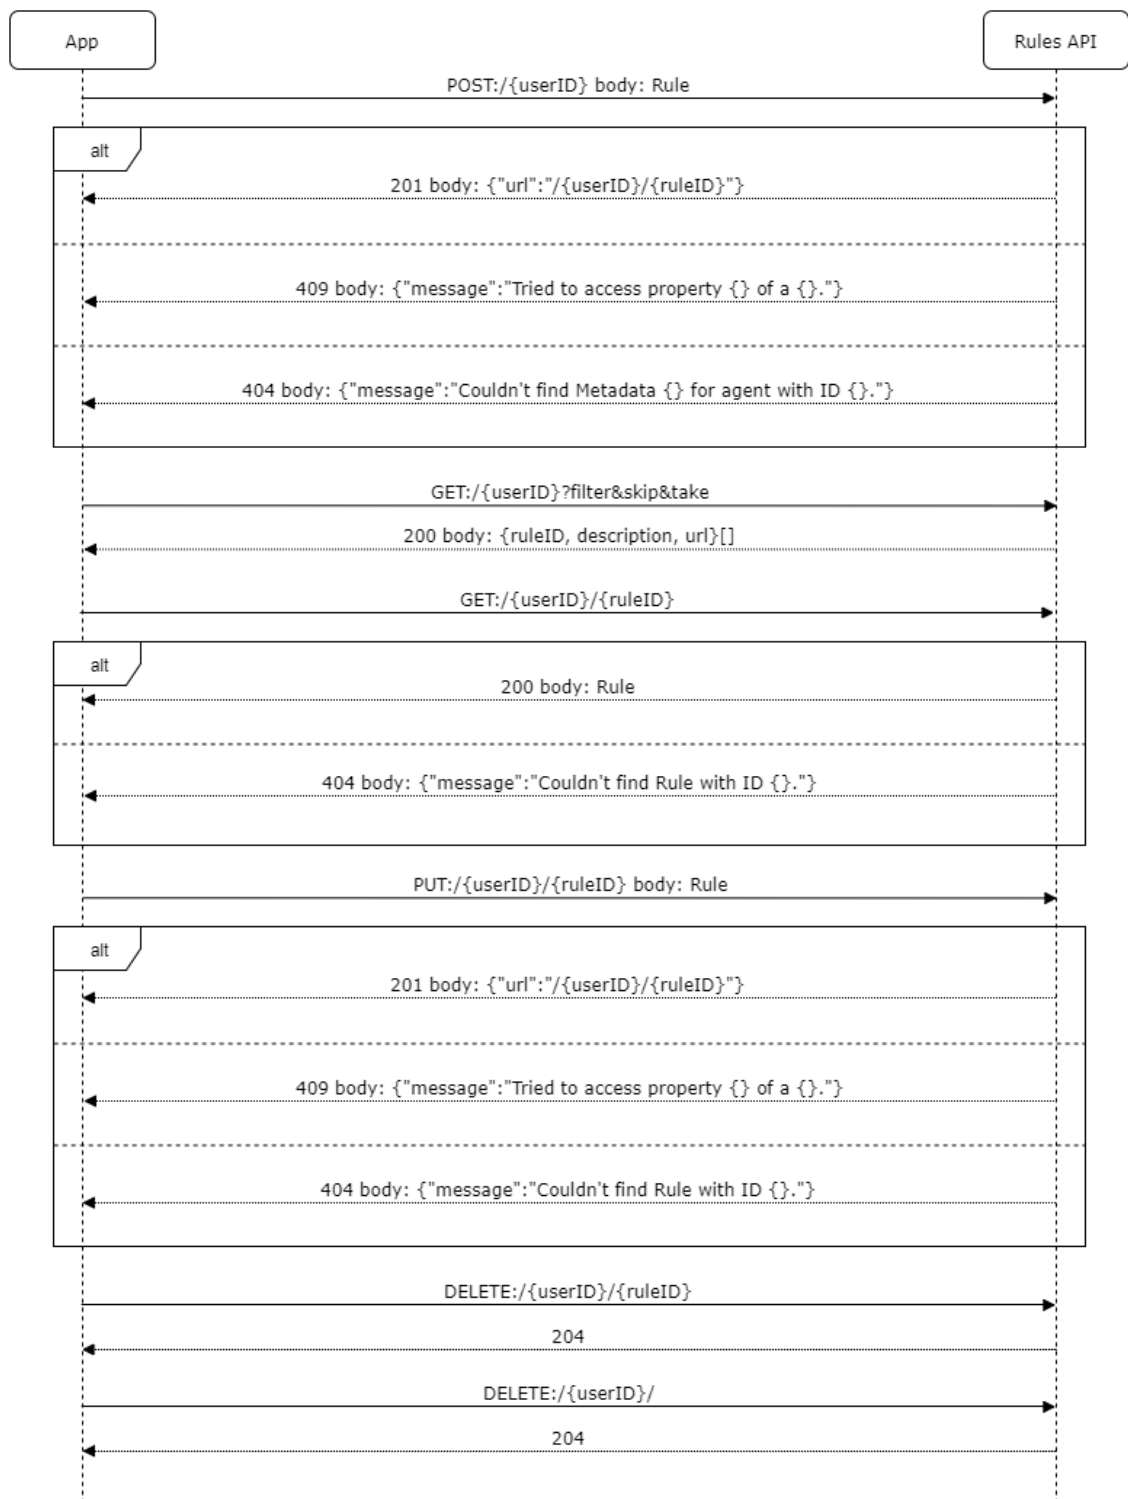 App
Rules API
POST:/{userID} body: Rule
alt
201 body: {"url":"/{userID}/{ruleID}"}
409 body: {"message":"Tried to access property {} of a {}."}
404 body: {"message":"Couldn't find Metadata {} for agent with ID {}."}
GET:/{userID}?filter&skip&take
200 body: {ruleID, description, url}[]
GET:/{userID}/{ruleID}
alt
200 body: Rule
404 body: {"message":"Couldn't find Rule with ID {}."}
PUT:/{userID}/{ruleID} body: Rule
alt
201 body: {"url":"/{userID}/{ruleID}"}
409 body: {"message":"Tried to access property {} of a {}."}
404 body: {"message":"Couldn't find Rule with ID {}."}
DELETE:/{userID}/{ruleID}
204
DELETE:/{userID}/
204